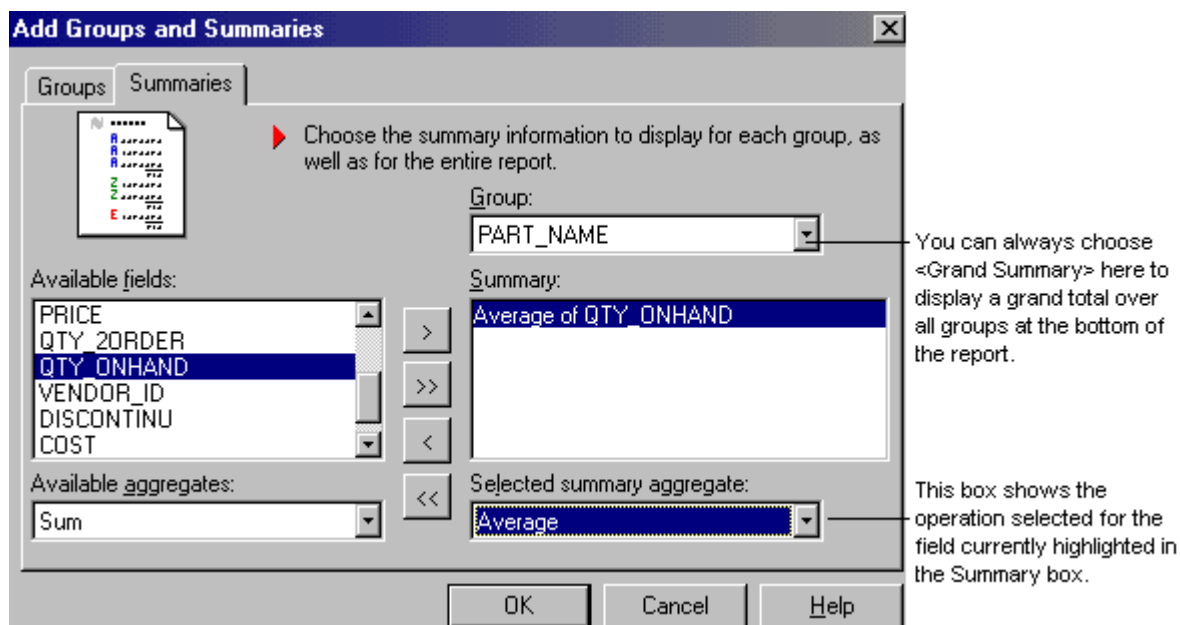 Add Groups and Summaries
Groups
Summaries
Choose the summary information to display for each group, as
well as for the entire report.
Group:
PART_NAME
You can always choose
<Grand Summary> here to
display a grand total over
all groups at the bottom of
the report.
Available fields:
PRICE
QTY_2ORDER
QTY_ONHAND
VENDOR_ID
DISCONTINU
COST
>
>>
<
<<
Summary:
Average of QTY_ONHAND
Available aggregates:
Sum
Selected summary aggregate:
Average
This box shows the
operation selected for the
field currently highlighted in
the Summary box.
OK
Cancel
Help